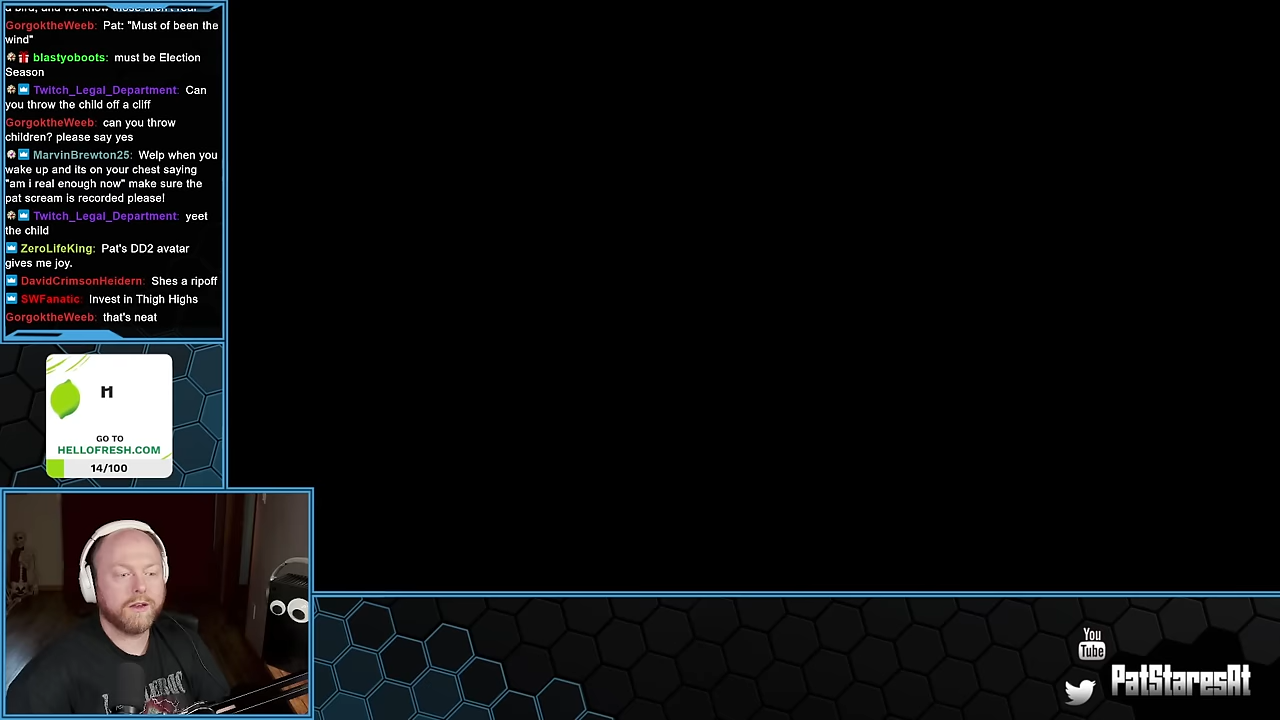 GorgoktheWeeb: Pat: "Must of been the
wind"
blastyoboots: must be Election
Season
Twitch_Legal_Department: Can
you throw the child off a cliff
GorgoktheWeeb: can you throw
children? please say yes
MarvinBrewton25: Welp when you
wake up and its on your chest saying
"am i real enough now" make sure the
pat scream is recorded please!
Twitch_Legal_Department: yeet
the child
ZeroLifeKing: Pat's DD2 avatar
gives me joy.
DavidCrimsonHeidern: Shes a ripoff
SWFanatic: Invest in Thigh Highs
GorgoktheWeeb: that's neat
GO TO
HELLOFRESH.COM
14/100
You
Tube
PatStaresAt